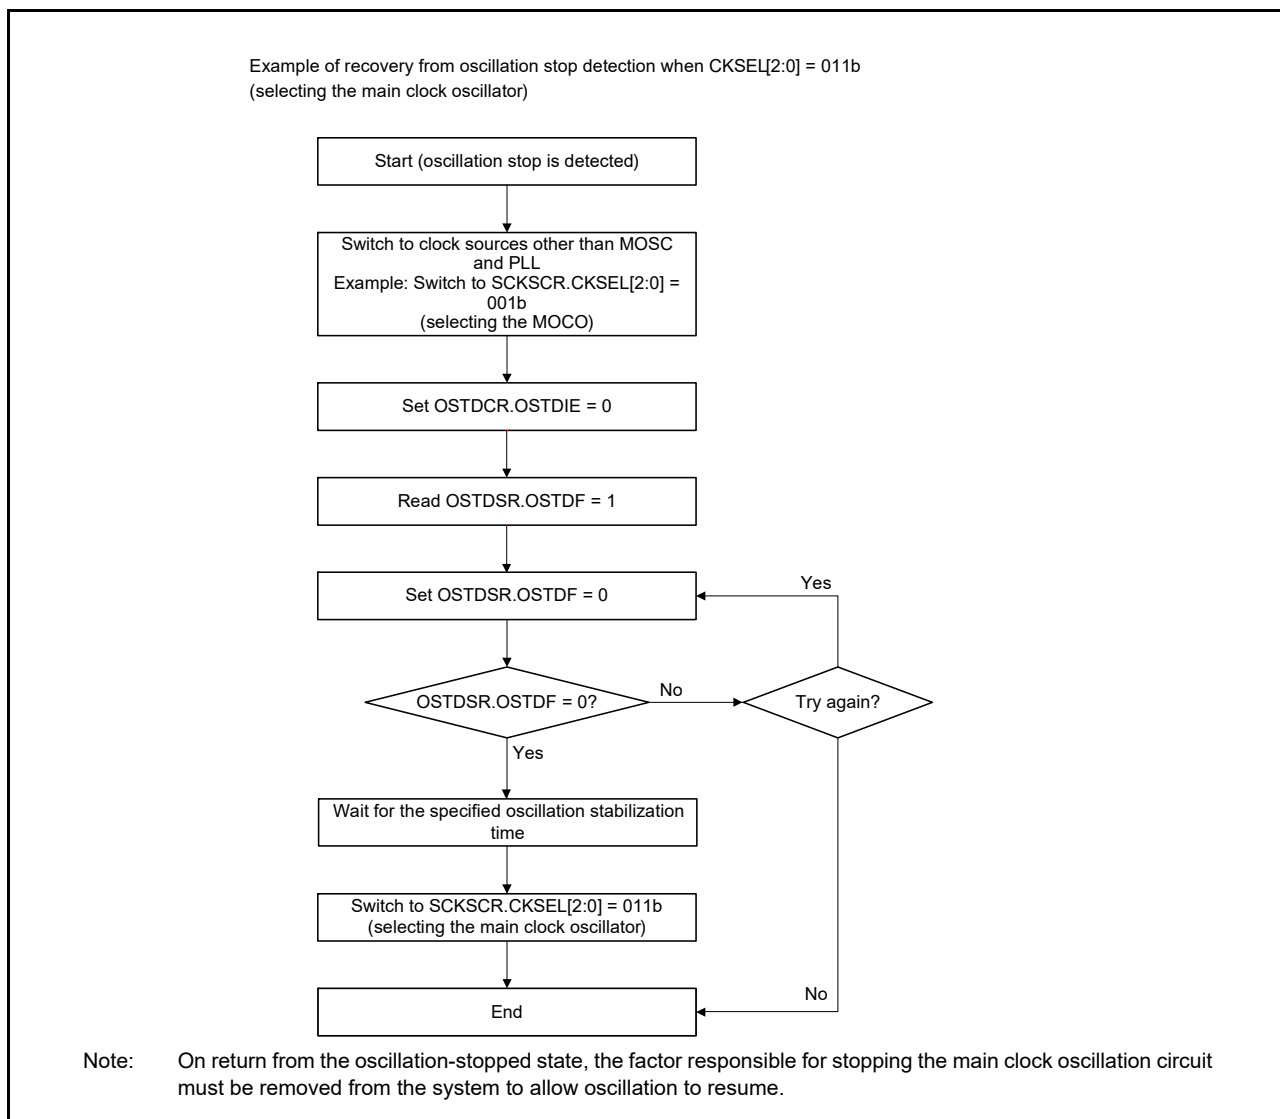 Example of recovery from oscillation stop detection when CKSEL[2:0] = 011b
(selecting the main clock oscillator)
Start (oscillation stop is detected)
Switch to clock sources other than MOSC
and PLL
Example: Switch to SCKSCR.CKSEL[2:0] =
001b
(selecting the MOCO)
Set OSTDCR.OSTDIE = 0
Read OSTDSR.OSTDF = 1
Set OSTDSR.OSTDF = 0
Yes
OSTDSR.OSTDF = 0?
No
Try again?
Yes
Wait for the specified oscillation stabilization
time
Switch to SCKSCR.CKSEL[2:0] = 011b
(selecting the main clock oscillator)
No
End
Note: On return from the oscillation-stopped state, the factor responsible for stopping the main clock oscillation circuit
must be removed from the system to allow oscillation to resume.